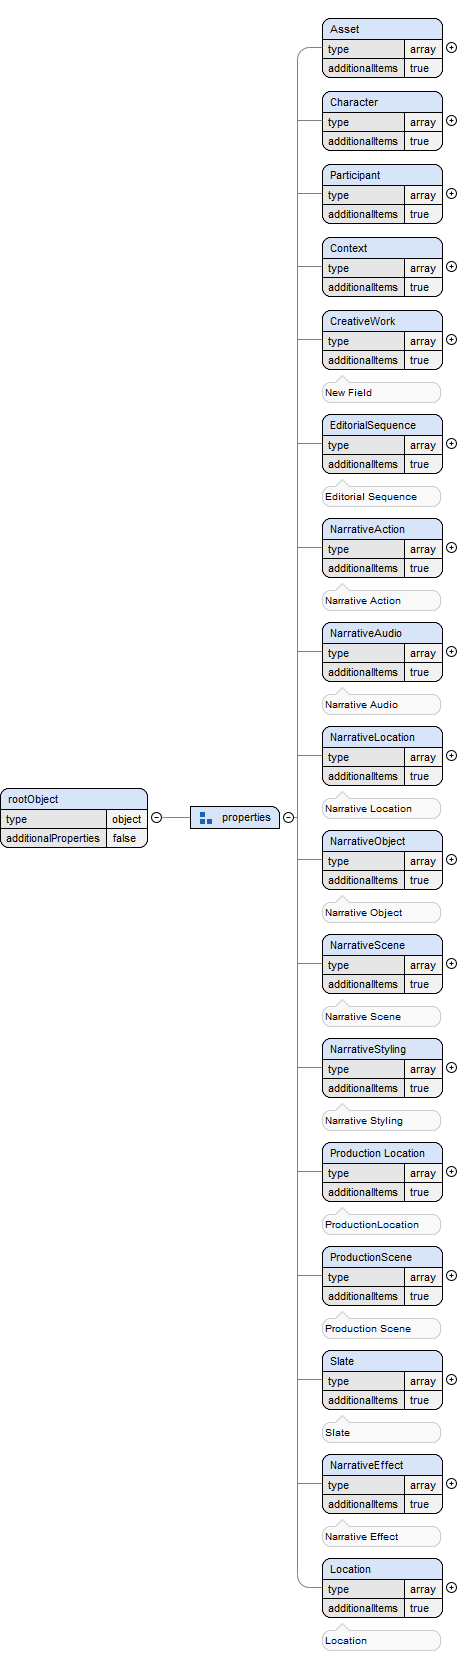 Asset
type array
additionalItems true
Character
type array
additionalItems true
Participant
type array
additionalItems true
Context
type array
additionalItems true
CreativeWork
type array
additionalItems true
New Field
EditorialSequence
type array
additionalItems true
Editorial Sequence
NarrativeAction
type array
additionalItems true
Narrative Action
NarrativeAudio
type array
additionalItems true
Narrative Audio
NarrativeLocation
type array
additionalItems true
Narrative Location
rootObject
type object
additionalProperties false
properties
NarrativeObject
type array
additionalItems true
Narrative Object
NarrativeScene
type array
additionalItems true
Narrative Scene
NarrativeStyling
type array
additionalItems true
Narrative Styling
Production Location
type array
additionalItems true
ProductionLocation
ProductionScene
type array
additionalItems true
Production Scene
Slate
type array
additionalItems true
Slate
NarrativeEffect
type array
additionalItems true
Narrative Effect
Location
type array
additionalItems true
Location